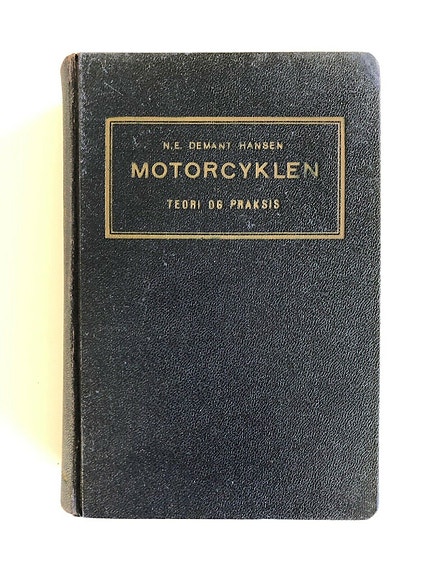 N.E. DEMANT HANSEN
MOTORCYKLEN
TEORI OG PRAKSIS